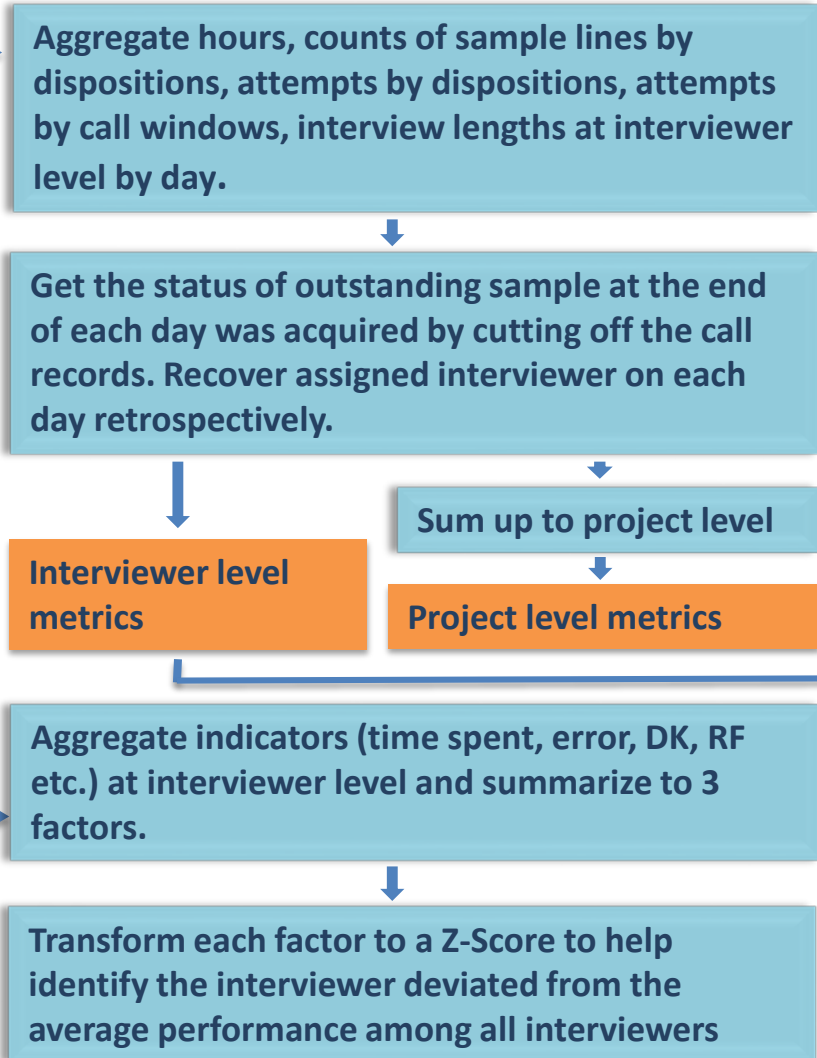 Aggregate hours, counts of sample lines by
dispositions, attempts by dispositions, attempts
by call windows, interview lengths at interviewer
level by day.
Get the status of outstanding sample at the end
of each day was acquired by cutting off the call
records. Recover assigned interviewer on each
day retrospectively.
Sum up to project level
Interviewer level
metrics
Project level metrics
Aggregate indicators (time spent, error, DK, RF
etc.) at interviewer level and summarize to 3
factors.
Transform each factor to a Z-Score to help
identify the interviewer deviated from the
average performance among all interviewers